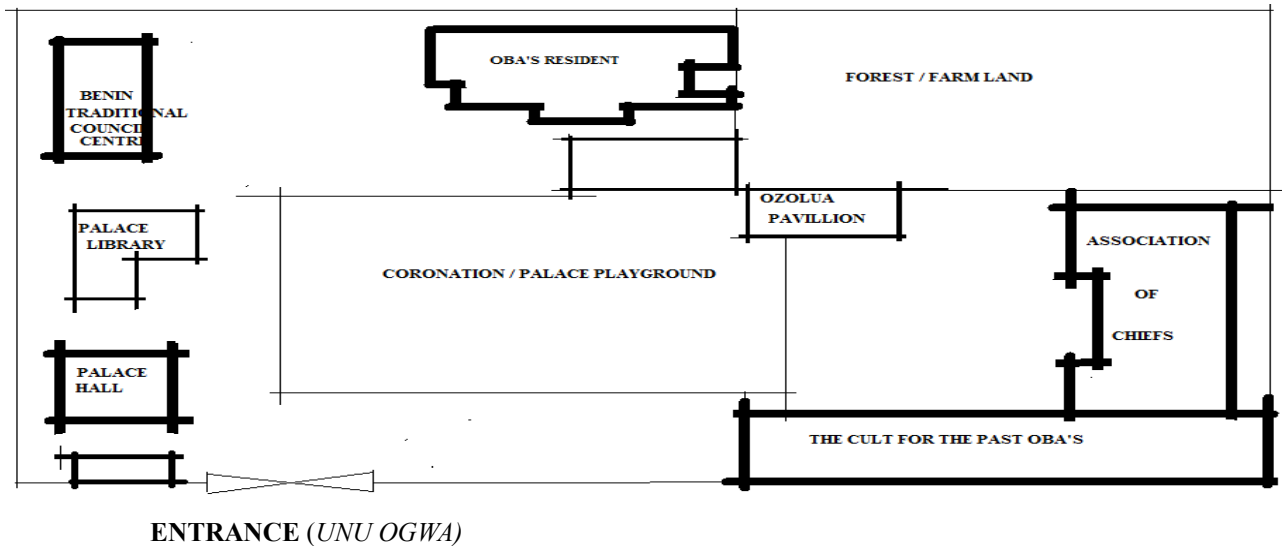 OBA'S RESIDENT
FOREST / FARM LAND
BENIN
TRADITIONAL
COUNCIL
CENTRE
OZOLUA
PAVILLION
PALACE
LIBRARY
ASSOCIATION
OF
CHIEFS
CORONATION / PALACE PLAYGROUND
PALACE
HALL
THE CULT FOR THE PAST OBA'S
ENTRANCE (UNU OGWA)